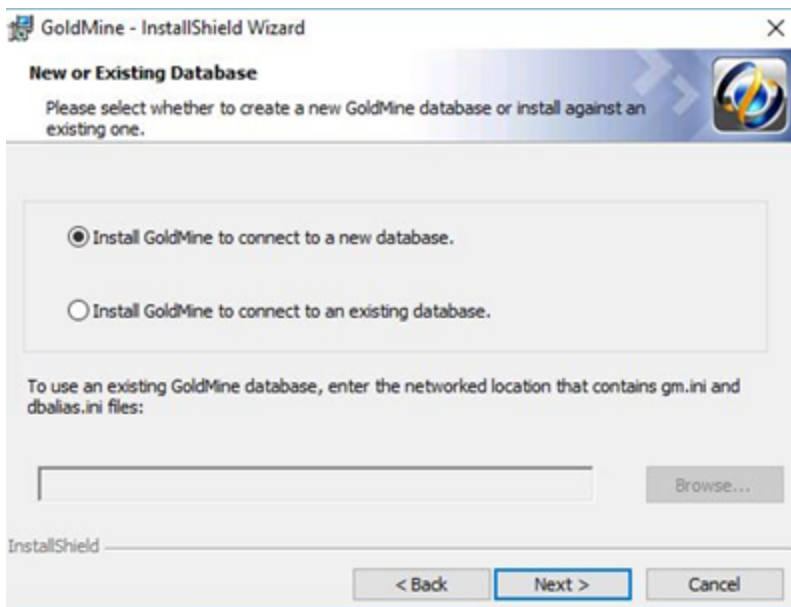 GoldMine - InstallShield Wizard
New or Existing Database
Please select whether to create a new GoldMine database or install against an
existing one.
Install GoldMine to connect to a new database.
Install GoldMine to connect to an existing database.
To use an existing GoldMine database, enter the networked location that contains gm.ini and
dbalias.ini files:
Browse...
InstallShield
< Back
Next >
Cancel